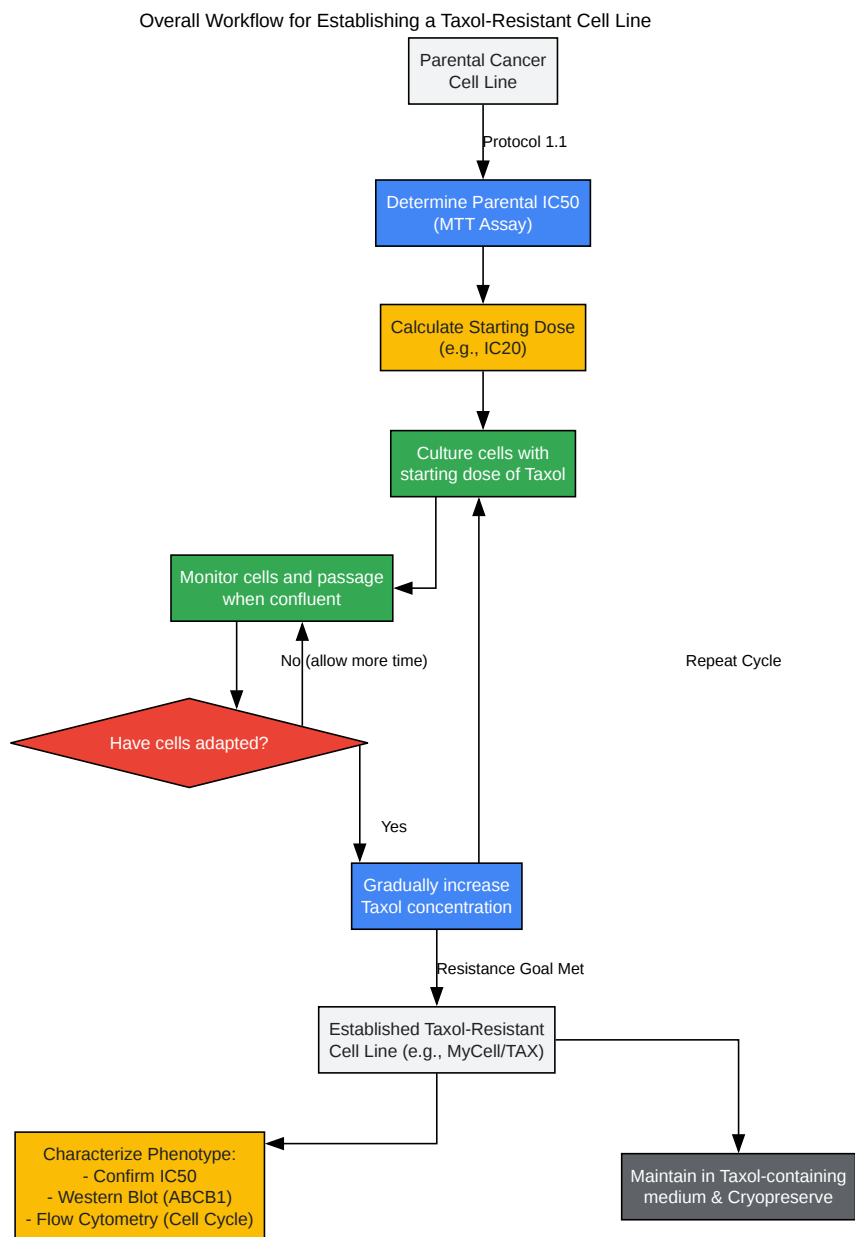 Overall Workflow for Establishing a Taxol-Resistant Cell Line
Parental Cancer
Cell Line
Protocol 1.1
Determine Parental IC50
(MTT Assay)
Calculate Starting Dose
(e.g., IC20)
Culture cells with
starting dose of Taxol
Monitor cells and passage
when confluent
No (allow more time)
Repeat Cycle
Have cells adapted?
Yes
Gradually increase
Taxol concentration
Resistance Goal Met
Established Taxol-Resistant
Cell Line (e.g., MyCell/TAX)
Characterize Phenotype:
- Confirm IC50
- Western Blot (ABCB1)
- Flow Cytometry (Cell Cycle)
Maintain in Taxol-containing
medium & Cryopreserve